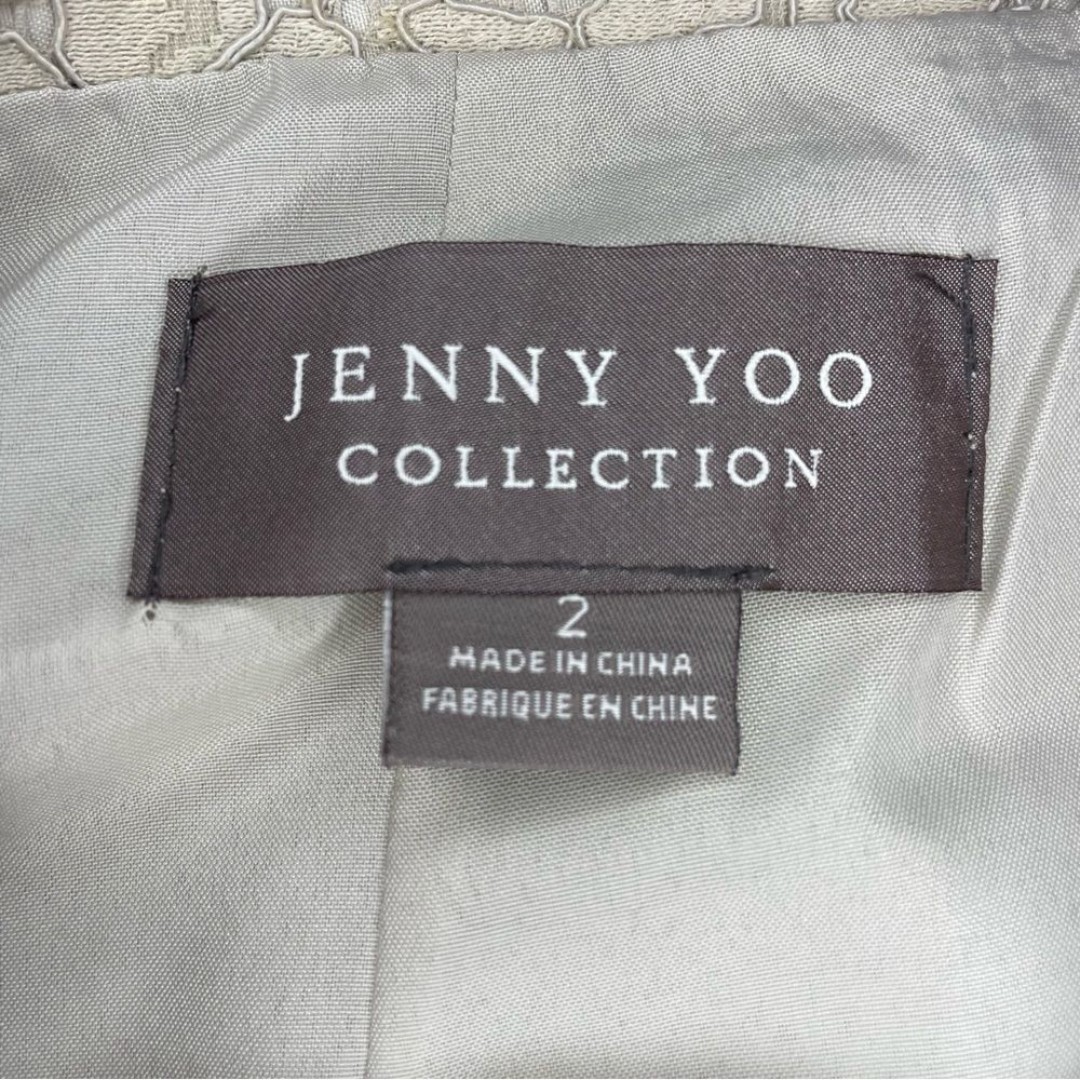 JENNY YOO
COLLECTION
2
MADE IN CHINA
FABRIQUE EN CHINE